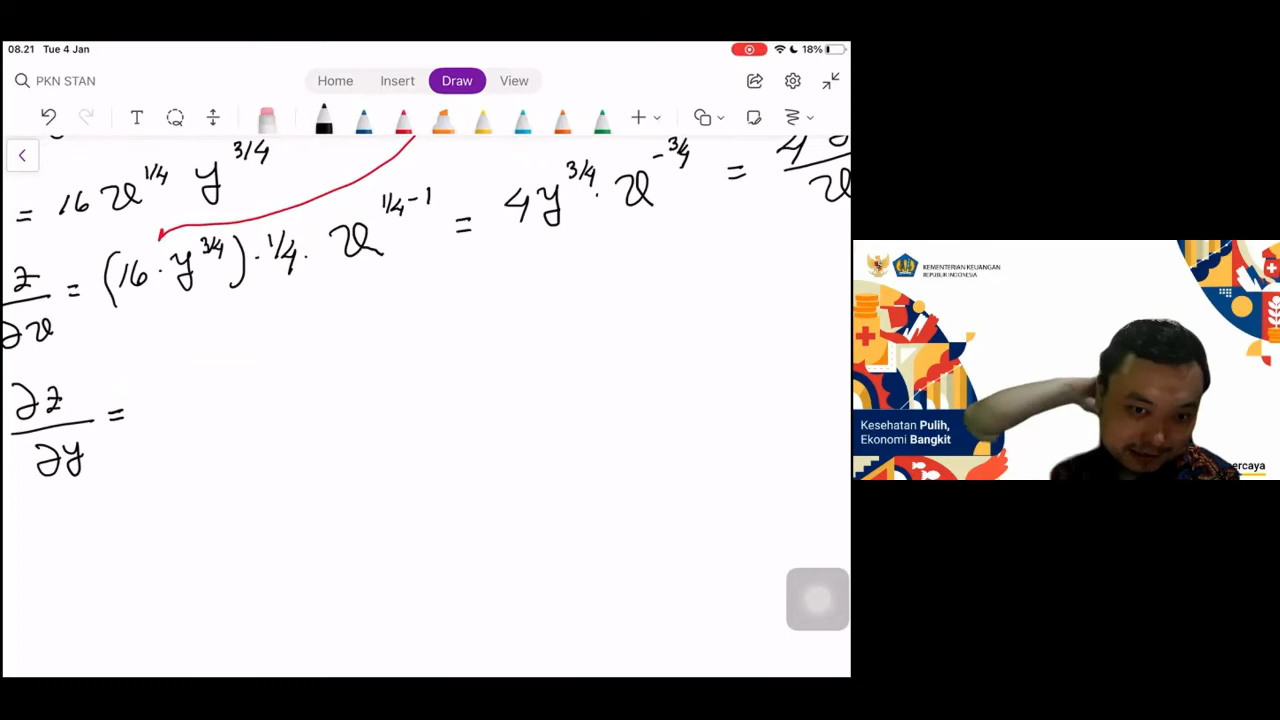 08.21 Tue 4 Jan
18%
PKN STAN
Home Insert Draw View
= 16 x^{1/4} y^{3/4}
z/∂x = (16 · y^{3/4}) · 1/4 · x^{1/4 - 1} = 4y^{3/4} · x^{-3/4} = 4 / x
∂z/∂y =
KEMENTERIAN KEUANGAN
REPUBLIK INDONESIA
Kesehatan Pulih,
Ekonomi Bangkit
ercaya